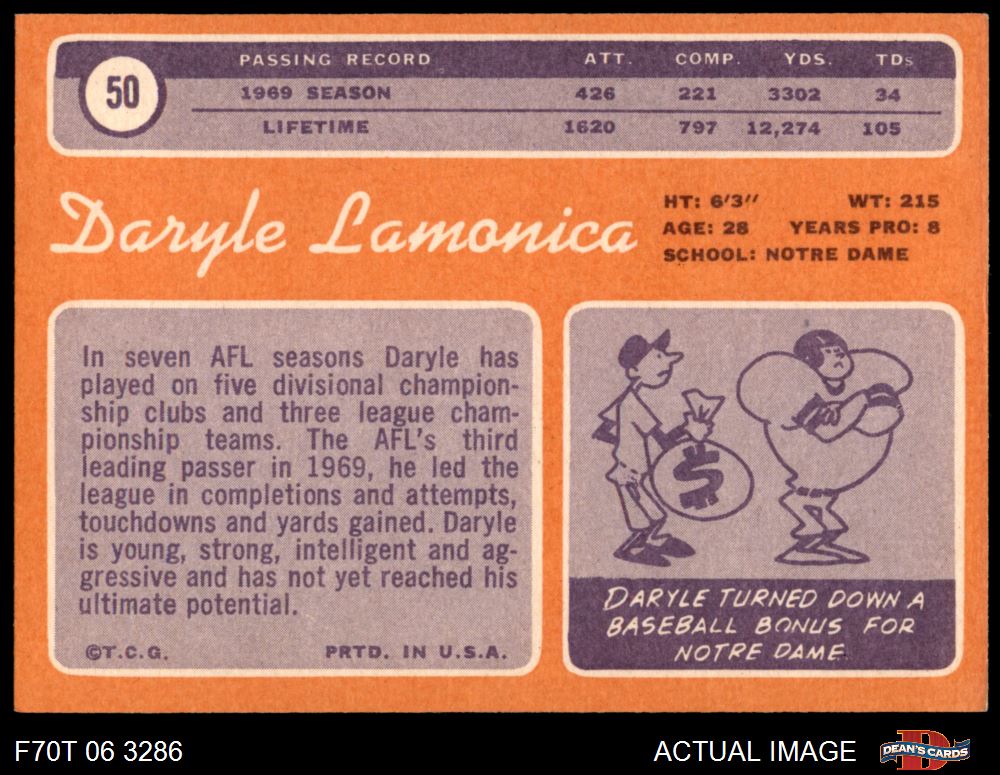 50
PASSING RECORD ATT. COMP. YDS. TDs
1969 SEASON 426 221 3302 34
LIFETIME 1620 797 12,274 105
Daryle Lamonica
HT: 6'3" WT: 215
AGE: 28 YEARS PRO: 8
SCHOOL: NOTRE DAME
In seven AFL seasons Daryle has
played on five divisional champion-
ship clubs and three league cham-
pionship teams. The AFL's third
leading passer in 1969, he led the
league in completions and attempts,
touchdowns and yards gained. Daryle
is young, strong, intelligent and ag-
gressive and has not yet reached his
ultimate potential.
©T.C.G. PRTD. IN U.S.A.
$
DARYLE TURNED DOWN A
BASEBALL BONUS FOR
NOTRE DAME
F70T 06 3286 ACTUAL IMAGE D DEAN'S CARDS